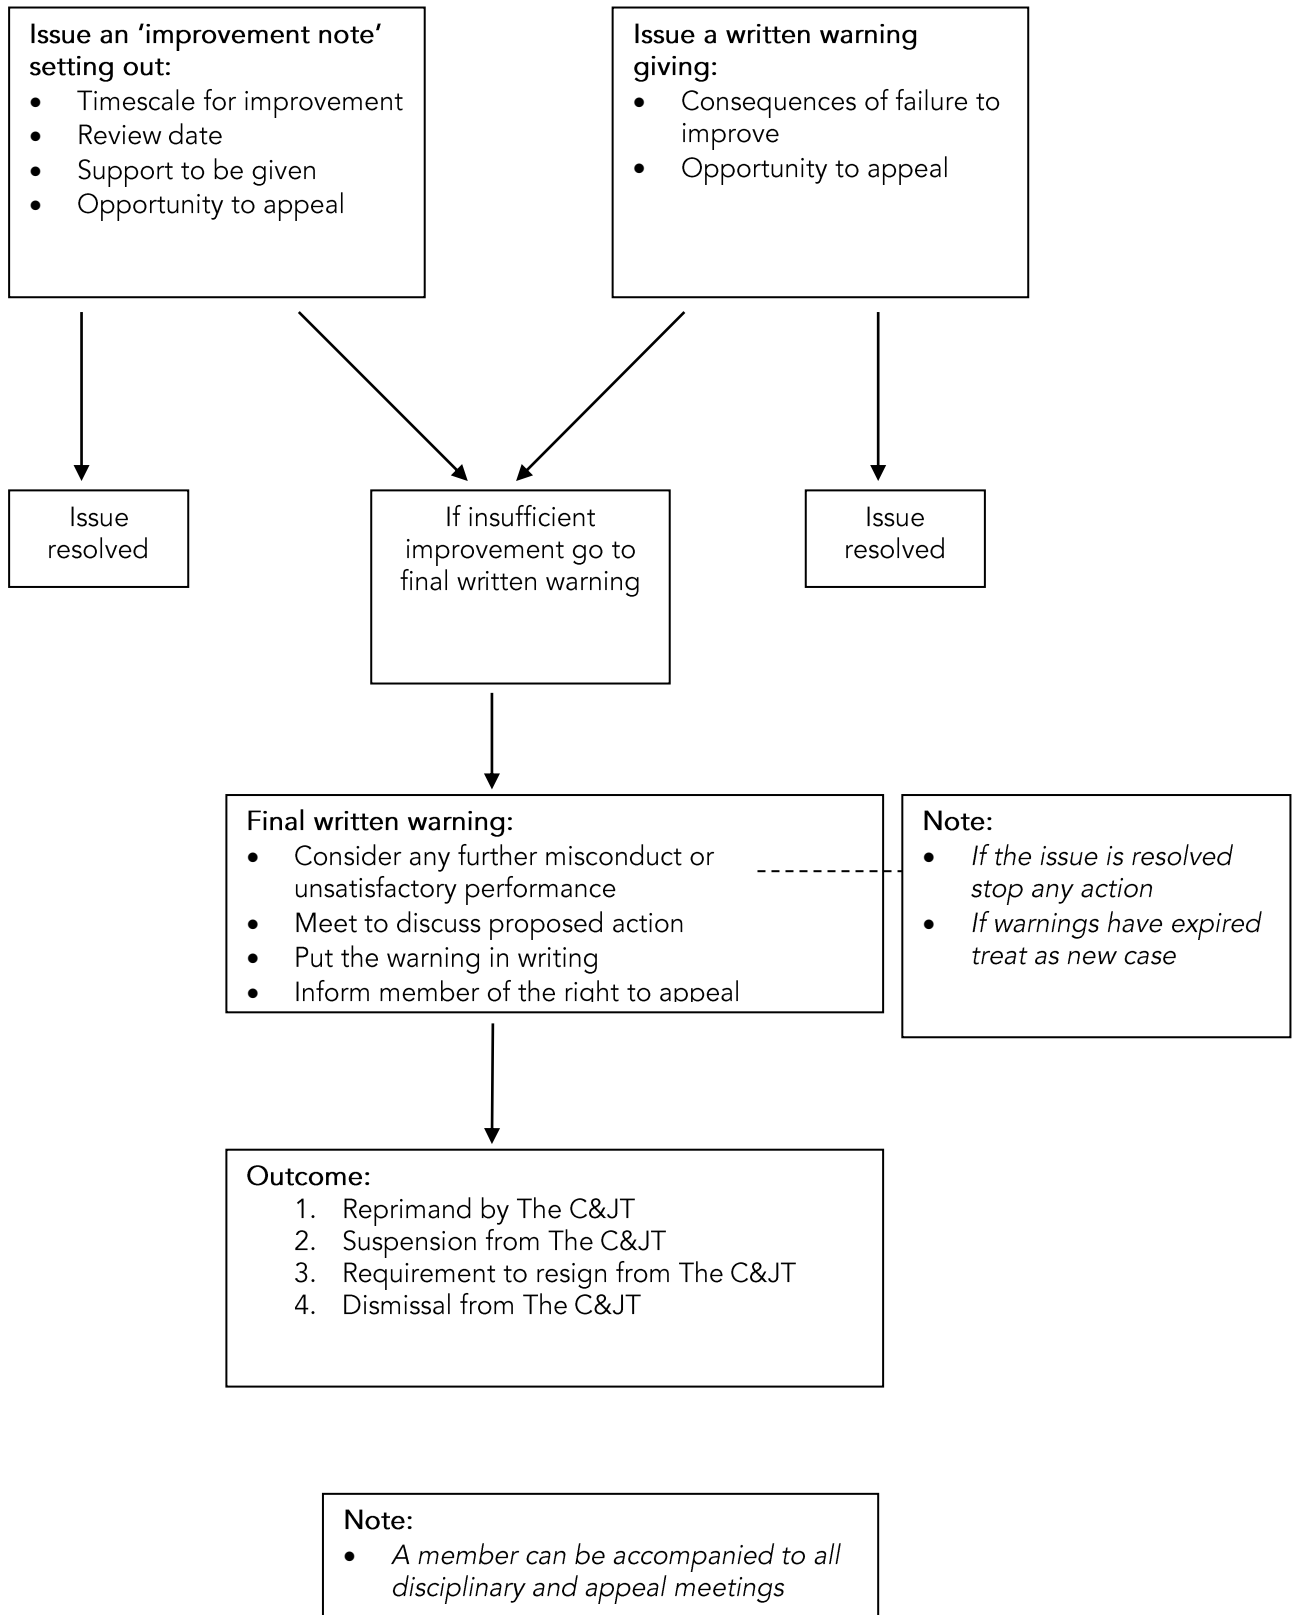 Issue an ‘improvement note’
setting out:
• Timescale for improvement
• Review date
• Support to be given
• Opportunity to appeal
Issue a written warning
giving:
• Consequences of failure to
improve
• Opportunity to appeal
Issue
resolved
If insufficient
improvement go to
final written warning
Issue
resolved
Final written warning:
• Consider any further misconduct or
unsatisfactory performance
• Meet to discuss proposed action
• Put the warning in writing
• Inform member of the right to appeal
Note:
• If the issue is resolved
stop any action
• If warnings have expired
treat as new case
Outcome:
1. Reprimand by The C&JT
2. Suspension from The C&JT
3. Requirement to resign from The C&JT
4. Dismissal from The C&JT
Note:
• A member can be accompanied to all
disciplinary and appeal meetings